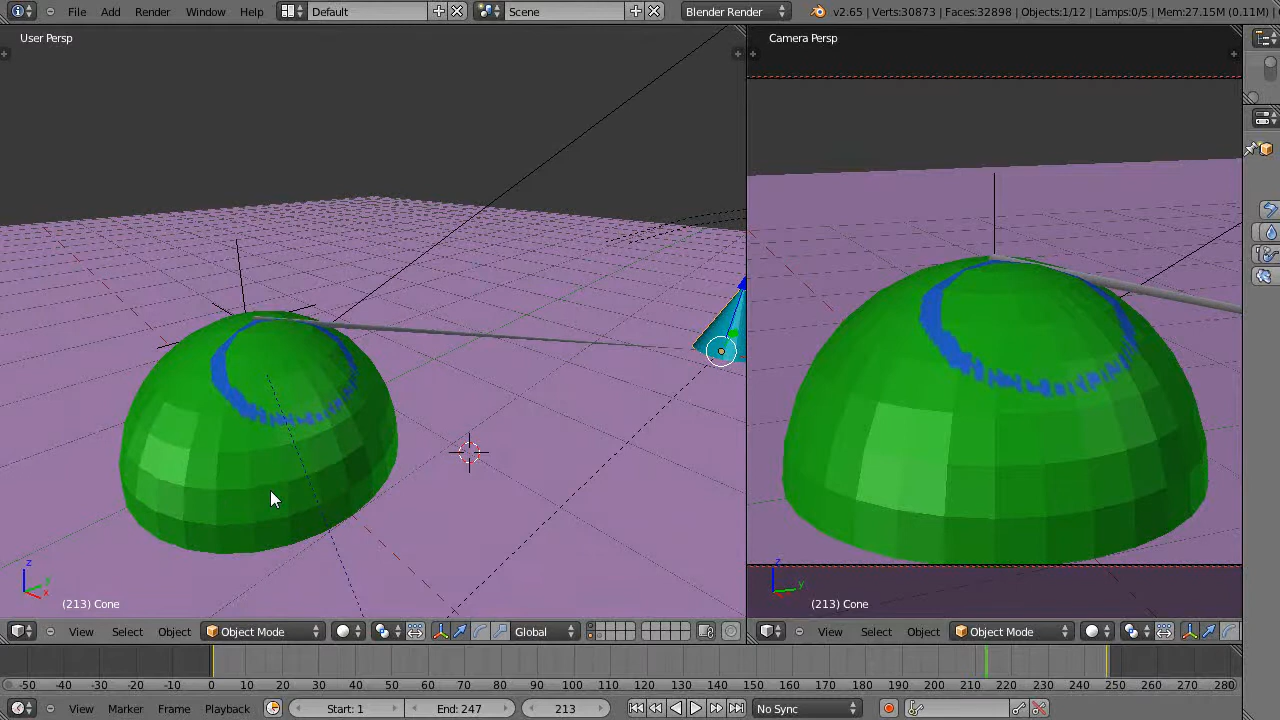 File Add Render Window Help Default Scene Blender Render v2.65 | Verts:30873 | Faces:32898 | Objects:1/12 | Lamps:0/5 | Mem:27.15M (0.11M)
User Persp
Camera Persp
z
y
x
z
y
(213) Cone
(213) Cone
View Select Object Object Mode Global View Select Object Object Mode
-50 -40 -30 -20 -10 0 10 20 30 40 50 60 70 80 90 100 110 120 130 140 150 160 170 180 190 200 210 220 230 240 250 260 270 280
View Marker Frame Playback Start: 1 End: 247 213 No Sync